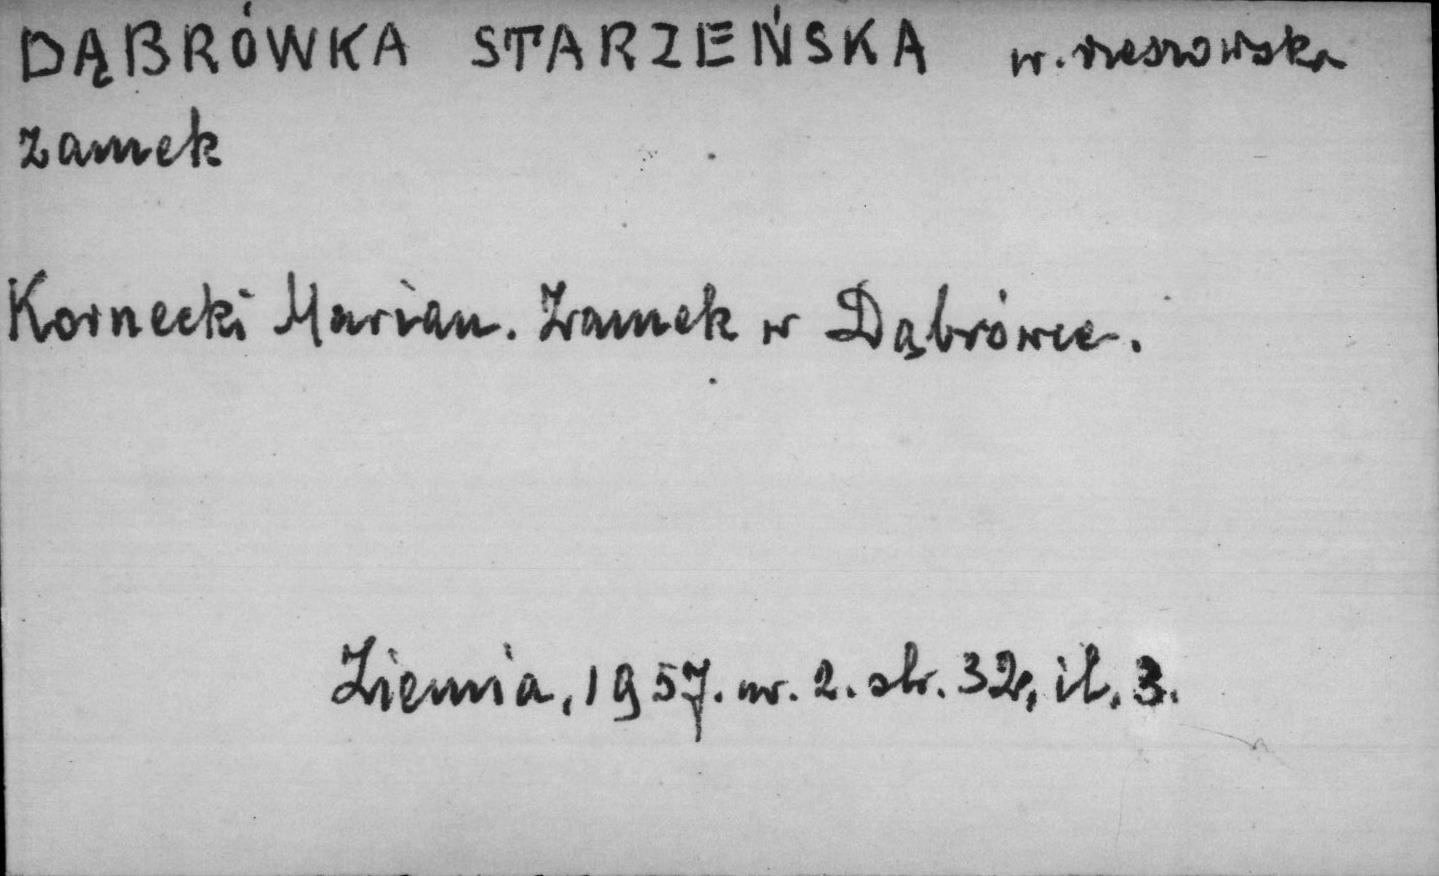 DĄBRÓWKA STARZEŃSKA w. rzeszowska
zamek
Kornecki Marian. Zamek w Dąbrówce.
Ziemia, 1957. nr. 2. str. 32, il. 3.